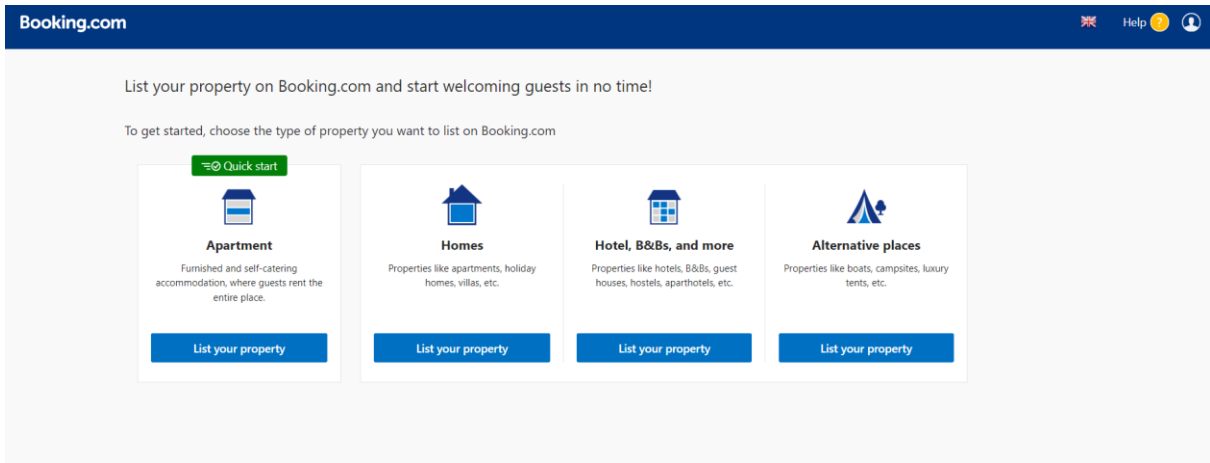 Booking.com
Help ?
List your property on Booking.com and start welcoming guests in no time!
To get started, choose the type of property you want to list on Booking.com
Quick start
Apartment
Furnished and self-catering
accommodation, where guests rent the
entire place.
List your property
Homes
Properties like apartments, holiday
homes, villas, etc.
List your property
Hotel, B&Bs, and more
Properties like hotels, B&Bs, guest
houses, hostels, aparthotels, etc.
List your property
Alternative places
Properties like boats, campsites, luxury
tents, etc.
List your property